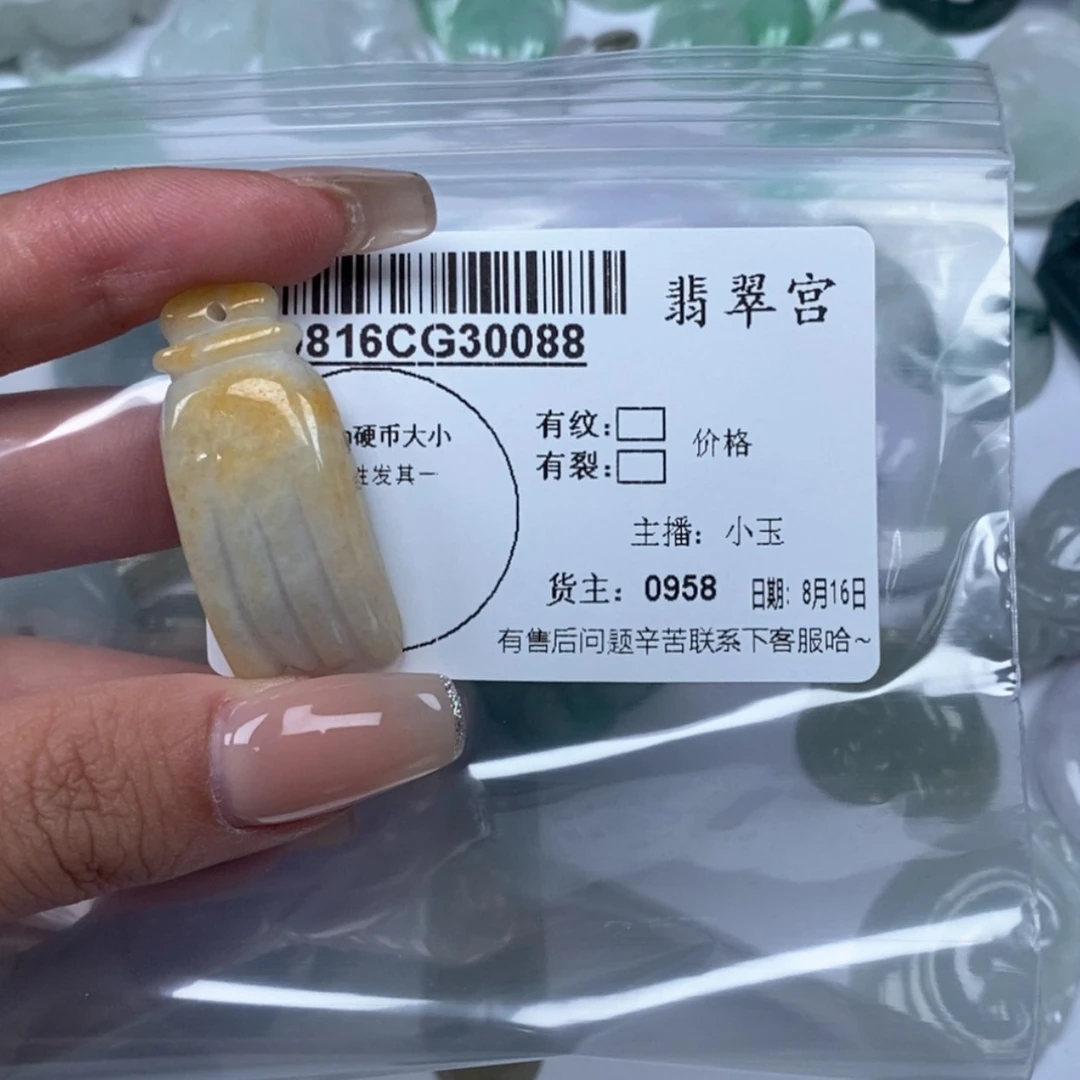 翡翠宫
816CG30088
硬币大小
发其一
有纹：
有裂：
价格
主播：小玉
货主：0958 日期：8月16日
有售后问题辛苦联系下客服哈~